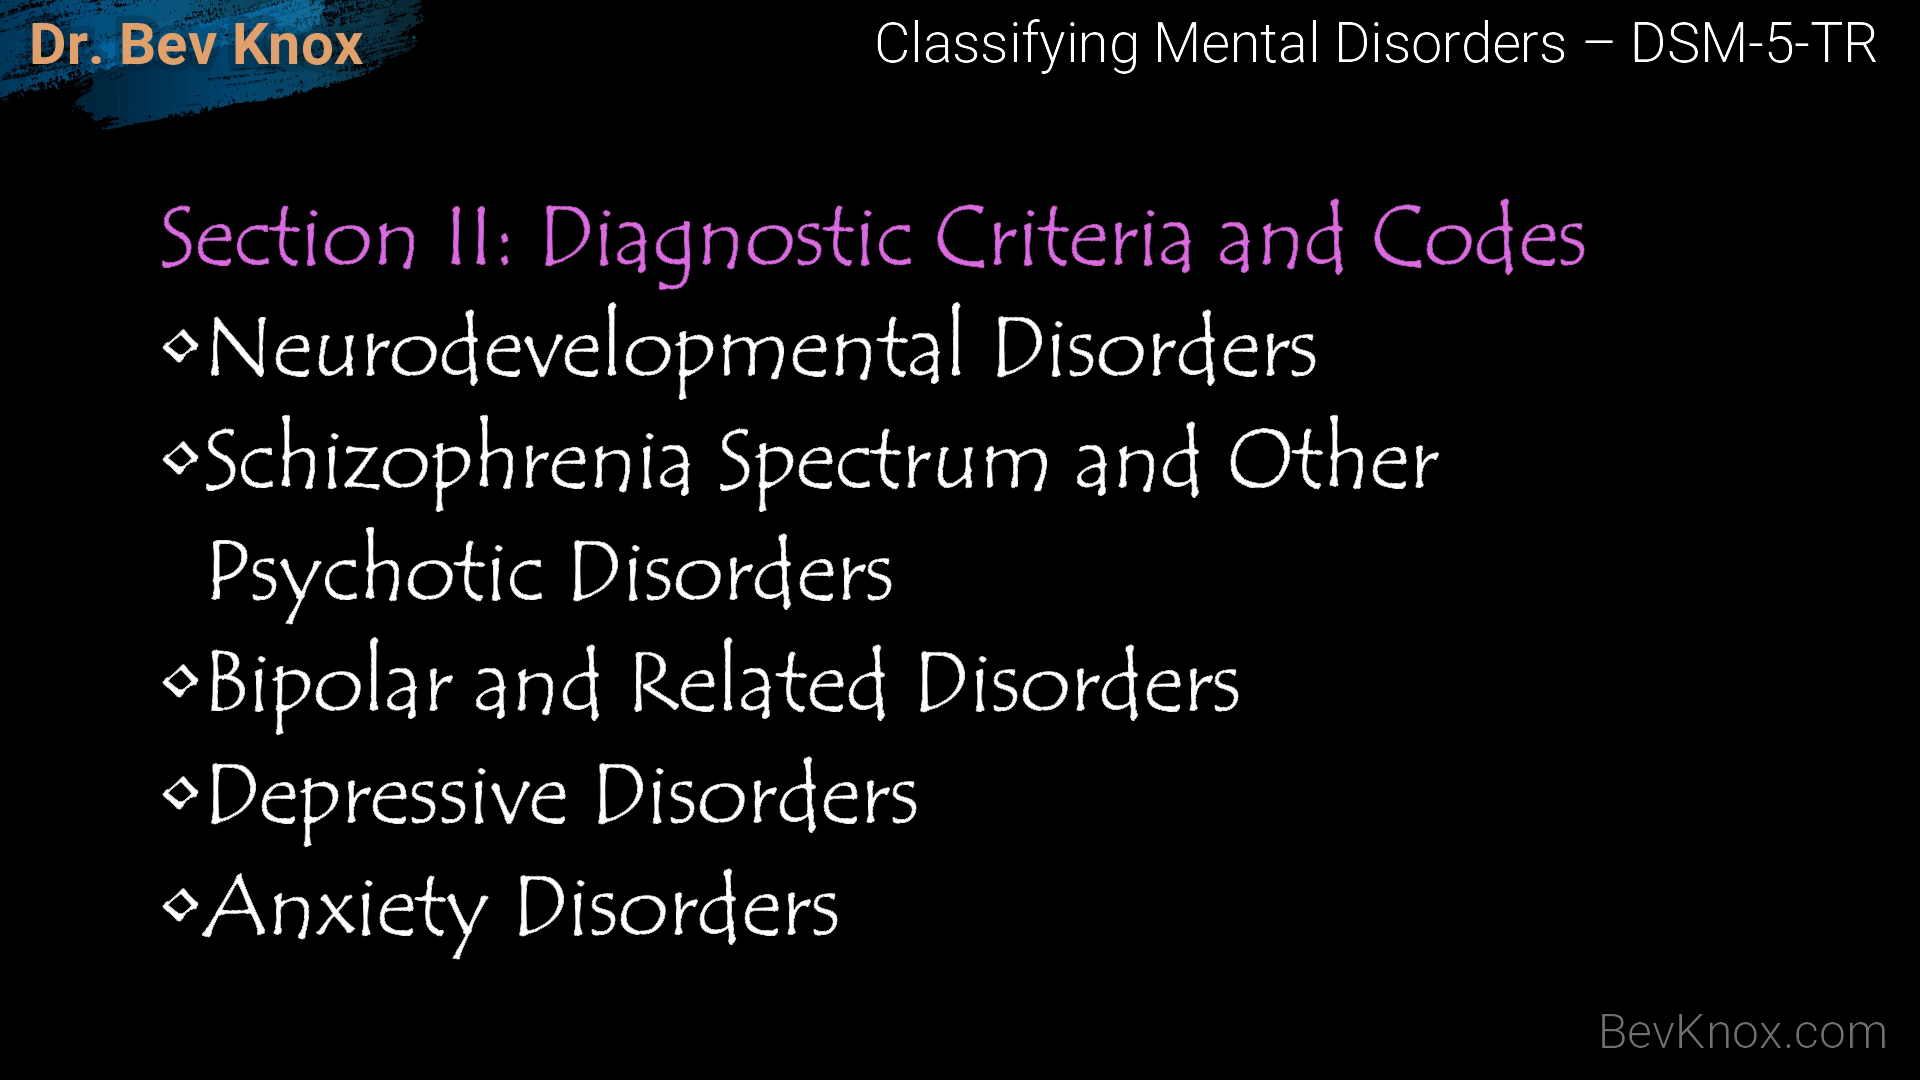 Dr. Bev Knox
Classifying Mental Disorders – DSM-5-TR
Section II: Diagnostic Criteria and Codes
⋄Neurodevelopmental Disorders
⋄Schizophrenia Spectrum and Other
Psychotic Disorders
⋄Bipolar and Related Disorders
⋄Depressive Disorders
⋄Anxiety Disorders
BevKnox.com